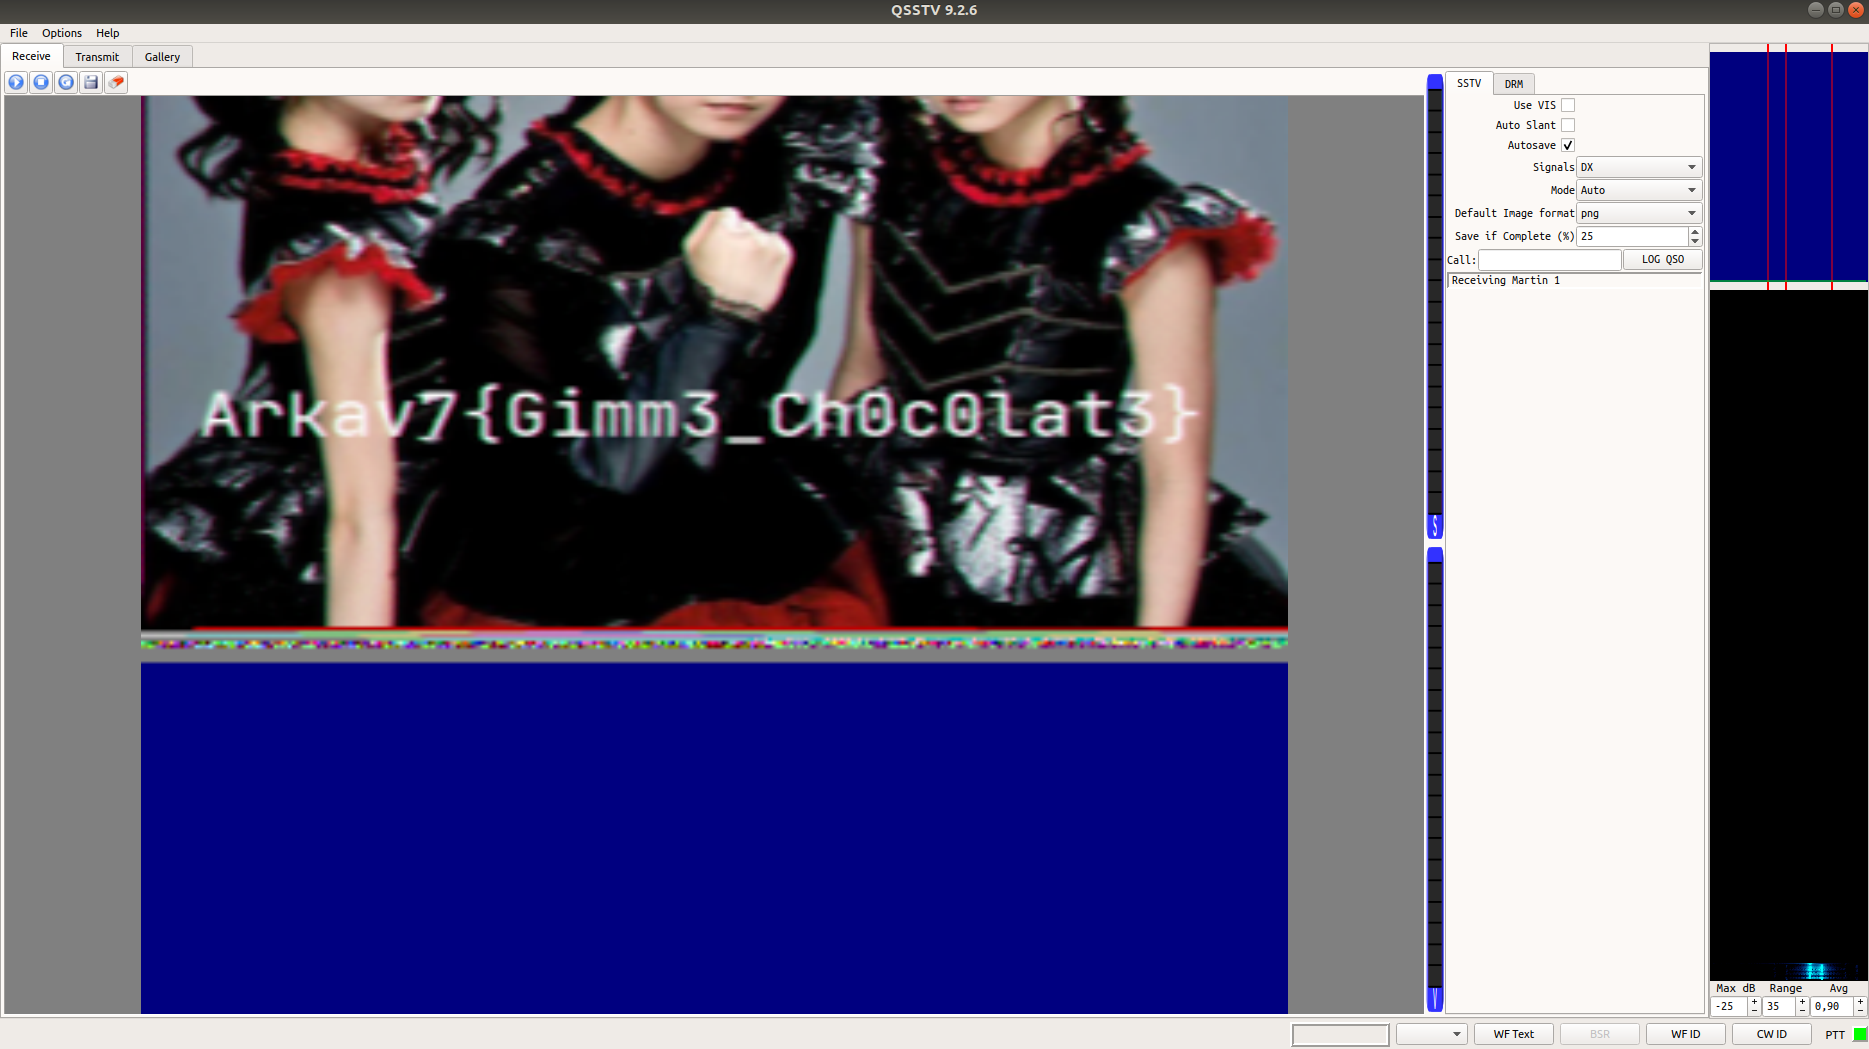 QSSTV 9.2.6
File Options Help
Receive Transmit Gallery
SSTV DRM
Use VIS
Auto Slant
Autosave
Signals DX
Mode Auto
Default Image format png
Save if Complete (%) 25
Call: LOG QSO
Receiving Martin 1
Arkav7{Gimm3_Ch0c0lat3}
S
V
Max dB Range Avg
-25 35 0,90
WF Text BSR WF ID CW ID PTT